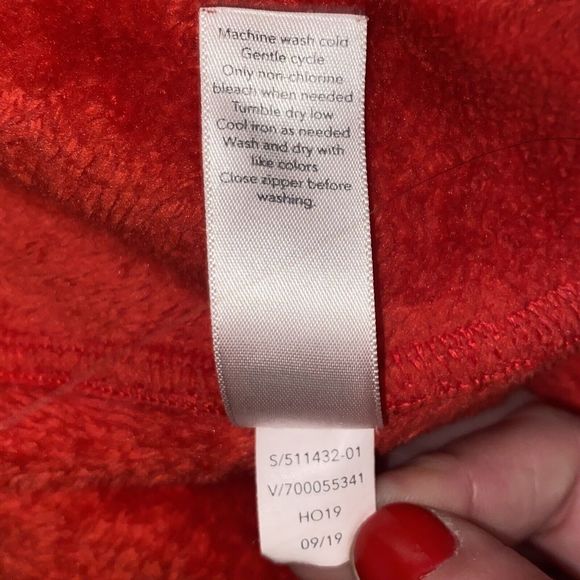 Machine wash cold
Gentle cycle
Only non-chlorine
bleach when needed
Tumble dry low
Cool iron as needed
Wash and dry with
like colors
Close zipper before
washing.
S/511432-01
V/700055341
HO19
09/19